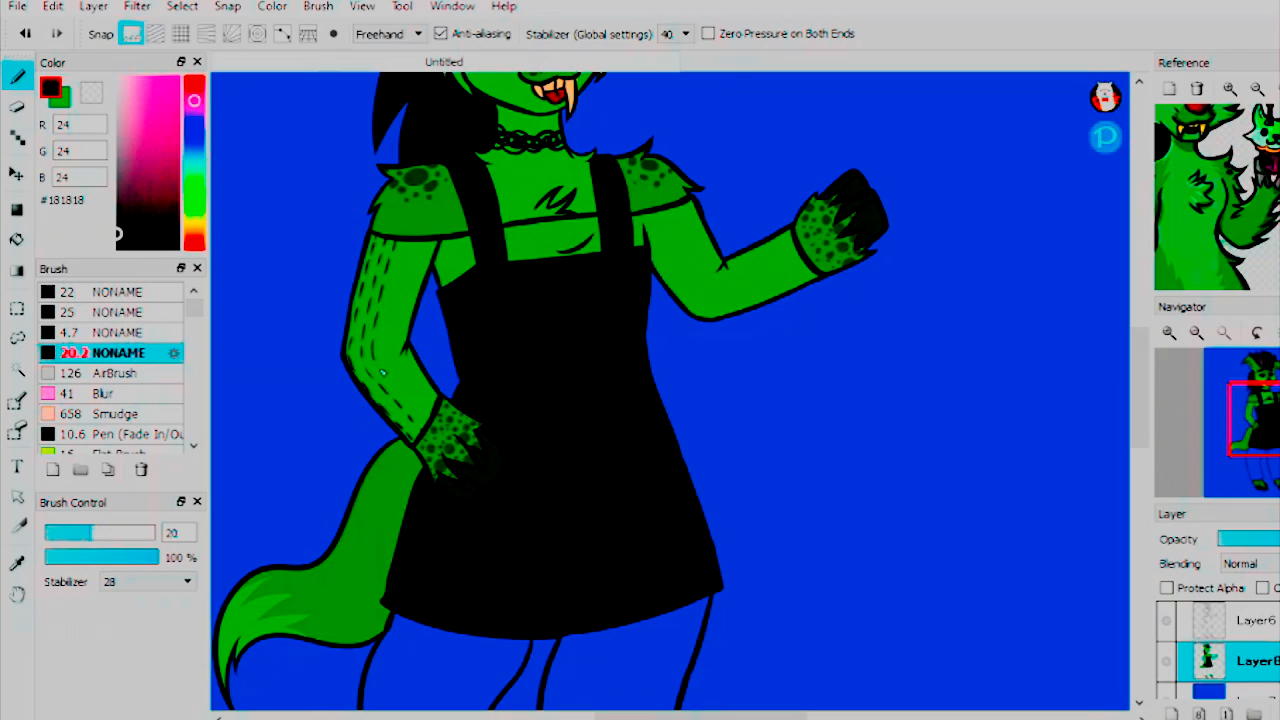 File Edit Layer Filter Select Snap Color Brush View Tool Window Help
Snap Freehand Anti-aliasing Stabilizer (Global settings) 40 Zero Pressure on Both Ends
Color
Untitled
Reference
R 24
G 24
B 24
#181818
Brush
22 NONAME
25 NONAME
4.7 NONAME
20.2 NONAME
126 AirBrush
41 Blur
658 Smudge
10.6 Pen (Fade In/Ou
Brush Control
20
100 %
Stabilizer 28
Navigator
Layer
Opacity
Blending Normal
Protect Alpha
Layer6
Layer8